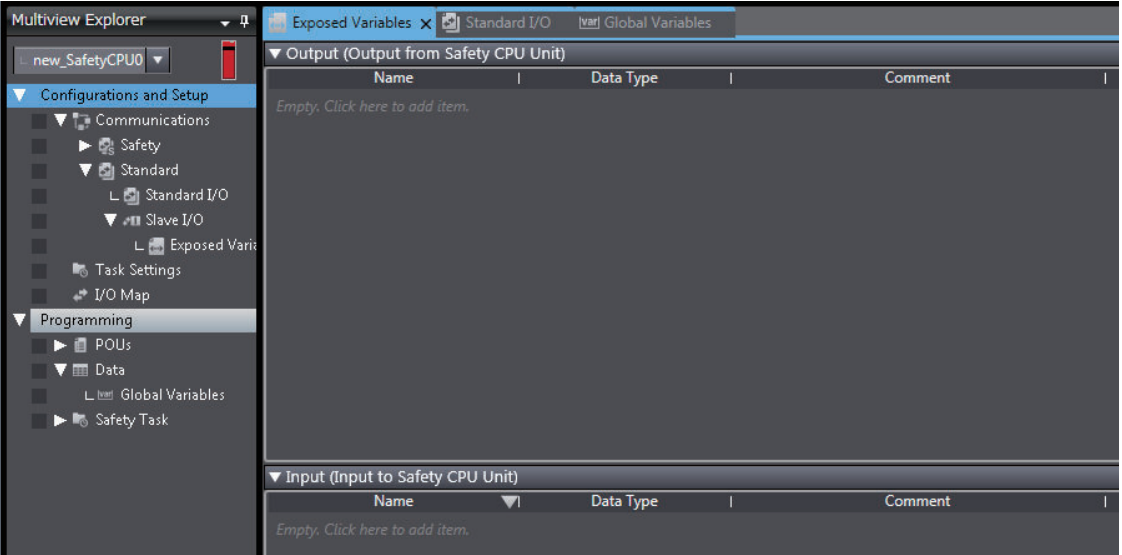 Multiview Explorer
new_SafetyCPU0
Configurations and Setup
Communications
Safety
Standard
Standard I/O
Slave I/O
Exposed Varia
Task Settings
I/O Map
Programming
POUs
Data
Global Variables
Safety Task
Exposed Variables Standard I/O Global Variables
Output (Output from Safety CPU Unit)
Name Data Type Comment
Empty. Click here to add item.
Input (Input to Safety CPU Unit)
Name Data Type Comment
Empty. Click here to add item.